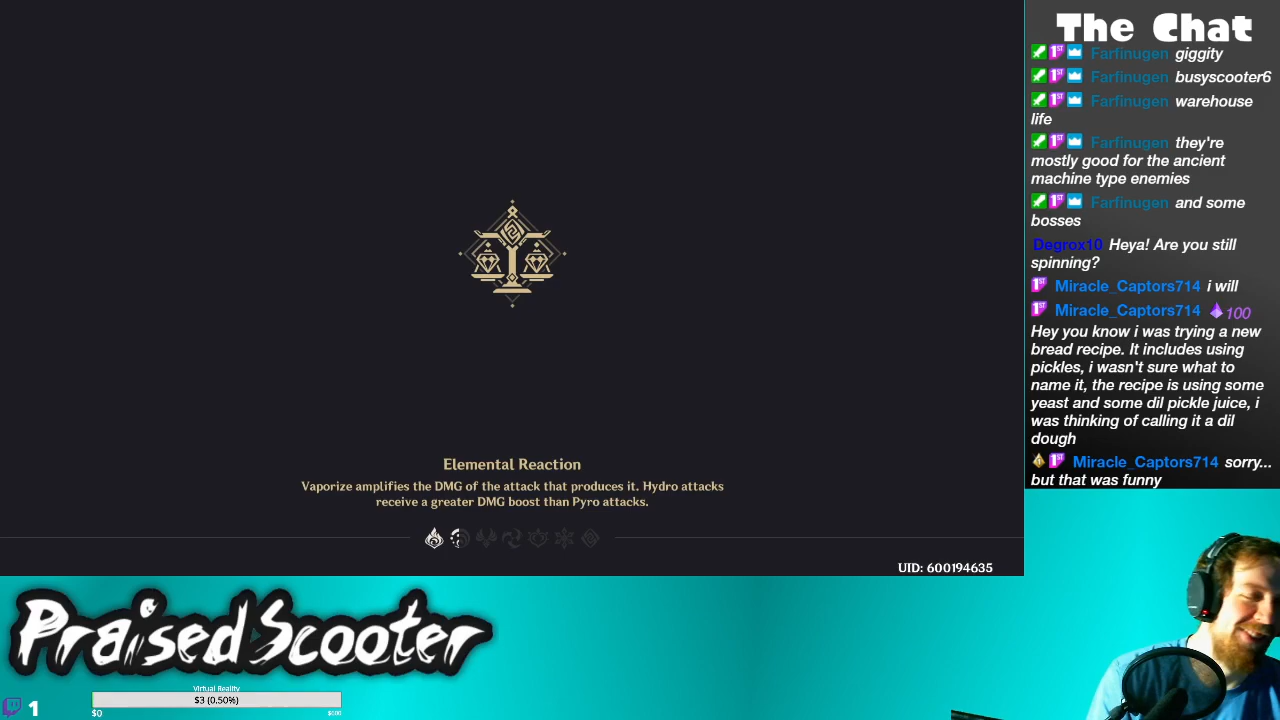 The Chat
Farfinugen giggity
Farfinugen busyscooter6
Farfinugen warehouse
life
Farfinugen they're
mostly good for the ancient
machine type enemies
Farfinugen and some
bosses
Degrox10 Heya! Are you still
spinning?
Miracle_Captors714 i will
Miracle_Captors714 100
Hey you know i was trying a new
bread recipe. It includes using
pickles, i wasn't sure what to
name it, the recipe is using some
yeast and some dil pickle juice, i
was thinking of calling it a dil
dough
Miracle_Captors714 sorry...
but that was funny
Elemental Reaction
Vaporize amplifies the DMG of the attack that produces it. Hydro attacks
receive a greater DMG boost than Pyro attacks.
UID: 600194635
PraisedScooter
Virtual Reality
$3 (0.50%)
1
$0
$600